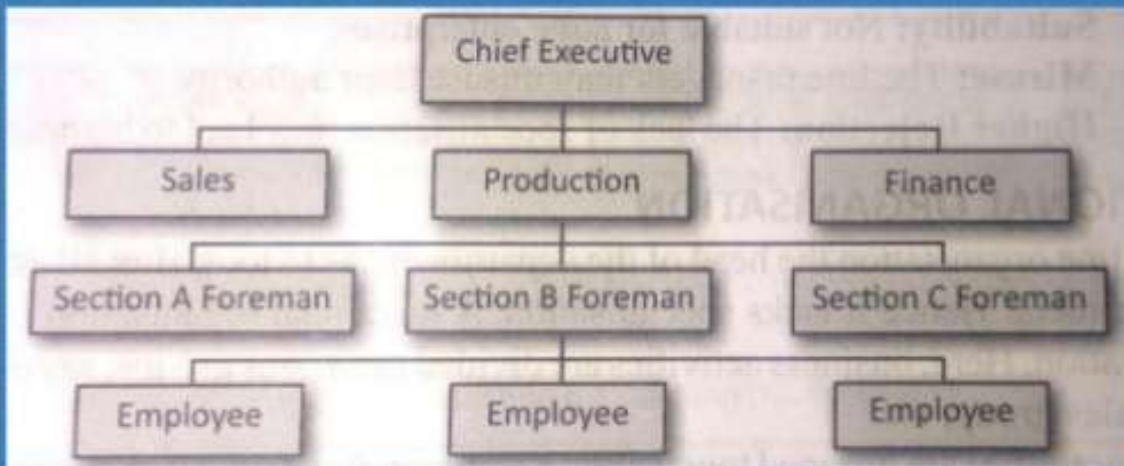 Chief Executive
Sales Production Finance
Section A Foreman Section B Foreman Section C Foreman
Employee Employee Employee